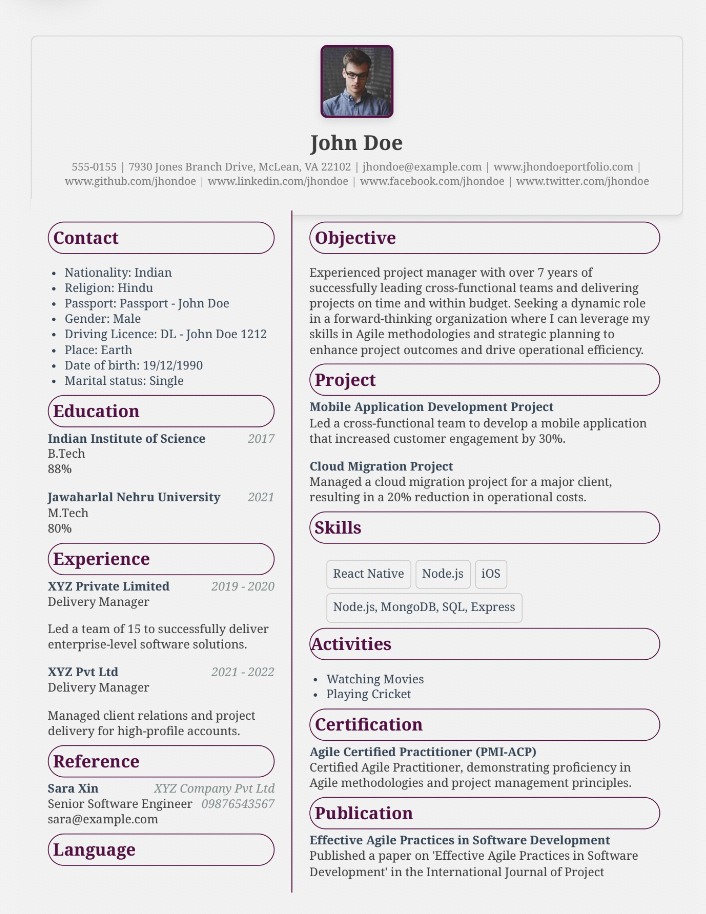 John Doe
555-0155 | 7930 Jones Branch Drive, McLean, VA 22102 | jhondoe@example.com | www.jhondoeportfolio.com |
www.github.com/jhondoe | www.linkedin.com/jhondoe | www.facebook.com/jhondoe | www.twitter.com/jhondoe
Contact
• Nationality: Indian
• Religion: Hindu
• Passport: Passport - John Doe
• Gender: Male
• Driving Licence: DL - John Doe 1212
• Place: Earth
• Date of birth: 19/12/1990
• Marital status: Single
Education
Indian Institute of Science 2017
B.Tech
88%
Jawaharlal Nehru University 2021
M.Tech
80%
Experience
XYZ Private Limited 2019 - 2020
Delivery Manager
Led a team of 15 to successfully deliver
enterprise-level software solutions.
XYZ Pvt Ltd 2021 - 2022
Delivery Manager
Managed client relations and project
delivery for high-profile accounts.
Reference
Sara Xin XYZ Company Pvt Ltd
Senior Software Engineer 09876543567
sara@example.com
Language
Objective
Experienced project manager with over 7 years of
successfully leading cross-functional teams and delivering
projects on time and within budget. Seeking a dynamic role
in a forward-thinking organization where I can leverage my
skills in Agile methodologies and strategic planning to
enhance project outcomes and drive operational efficiency.
Project
Mobile Application Development Project
Led a cross-functional team to develop a mobile application
that increased customer engagement by 30%.
Cloud Migration Project
Managed a cloud migration project for a major client,
resulting in a 20% reduction in operational costs.
Skills
React Native Node.js iOS
Node.js, MongoDB, SQL, Express
Activities
• Watching Movies
• Playing Cricket
Certification
Agile Certified Practitioner (PMI-ACP)
Certified Agile Practitioner, demonstrating proficiency in
Agile methodologies and project management principles.
Publication
Effective Agile Practices in Software Development
Published a paper on 'Effective Agile Practices in Software
Development' in the International Journal of Project